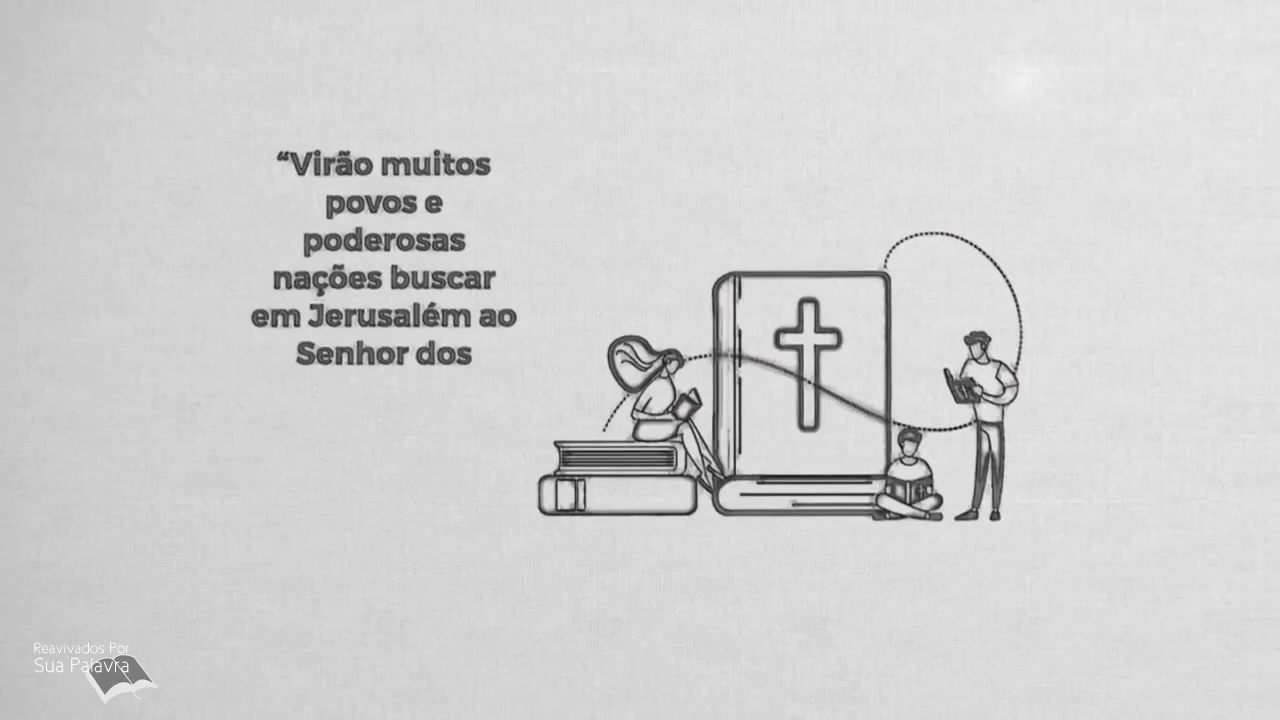 “Virão muitos
povos e
poderosas
nações buscar
em Jerusalém ao
Senhor dos
Reavivados Por
Sua Palavra